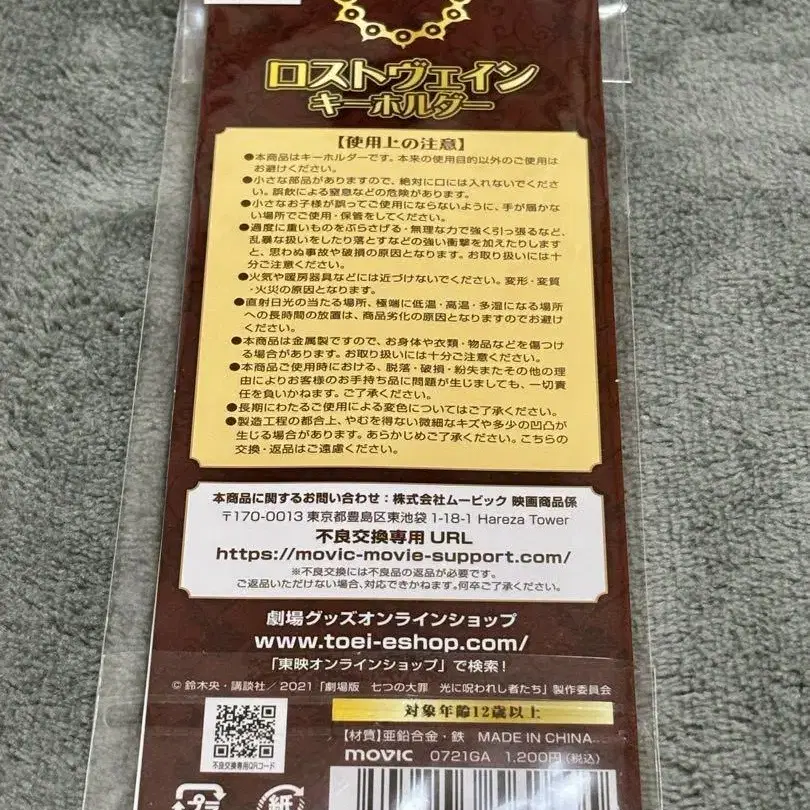 ロストヴェイン
キーホルダー
【使用上の注意】
●本商品はキーホルダーです。本来の使用目的以外のご使用は
お避けください。
●小さな部品がありますので、絶対に口には入れないでくださ
い。誤飲による窒息などの危険があります。
●小さなお子様が誤ってご使用にならないように、手が届かな
い場所でご使用・保管をしてください。
●過度に重いものをぶらさげる・無理な力で強く引っ張るなど、
乱暴な扱いをしたり落とすなどの強い衝撃を加えたりします
と、思わぬ事故や破損の原因となります。お取り扱いには十
分ご注意ください。
●火気や暖房器具などには近づけないでください。変形・変質
・火災の原因となります。
●直射日光の当たる場所、極端に低温・高温・多湿になる場所
への長時間の放置は、商品劣化の原因となりますのでお避け
ください。
●本商品は金属製ですので、お身体や衣類・物品などを傷つけ
る場合があります。お取り扱いには十分ご注意ください。
●本商品ご使用時における、脱落・破損・紛失またその他の理
由によりお客様のお手持ち品に問題が生じましても、一切責
任を負いかねます。ご了承ください。
●長期にわたるご使用による変色についてはご了承ください。
●製造工程の都合上、やむを得ない微細なキズや多少の凹凸が
生じる場合があります。あらかじめご了承ください。こちらの
交換・返品はご遠慮ください。
本商品に関するお問い合わせ：株式会社ムービック 映画商品係
〒170-0013 東京都豊島区東池袋 1-18-1 Hareza Tower
不良交換専用 URL
https://movic-movie-support.com/
※不良交換には不良品の返品が必要です。
ご返品いただけない場合、対応できかねます。何卒ご了承ください。
劇場グッズオンラインショップ
www.toei-eshop.com/
「東映オンラインショップ」で検索！
© 鈴木央・講談社／2021「劇場版 七つの大罪 光に呪われし者たち」製作委員会
対象年齢12歳以上
【材質】亜鉛合金・鉄 MADE IN CHINA
movic 0721GA 1,200円(税込)
不良交換専用QRコード
プラ
紙